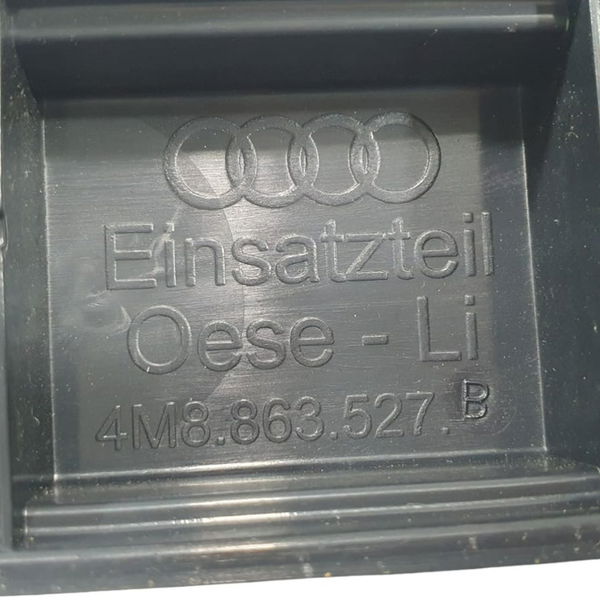 Einsatzteil
Oese - Li
4M8.863.527. B